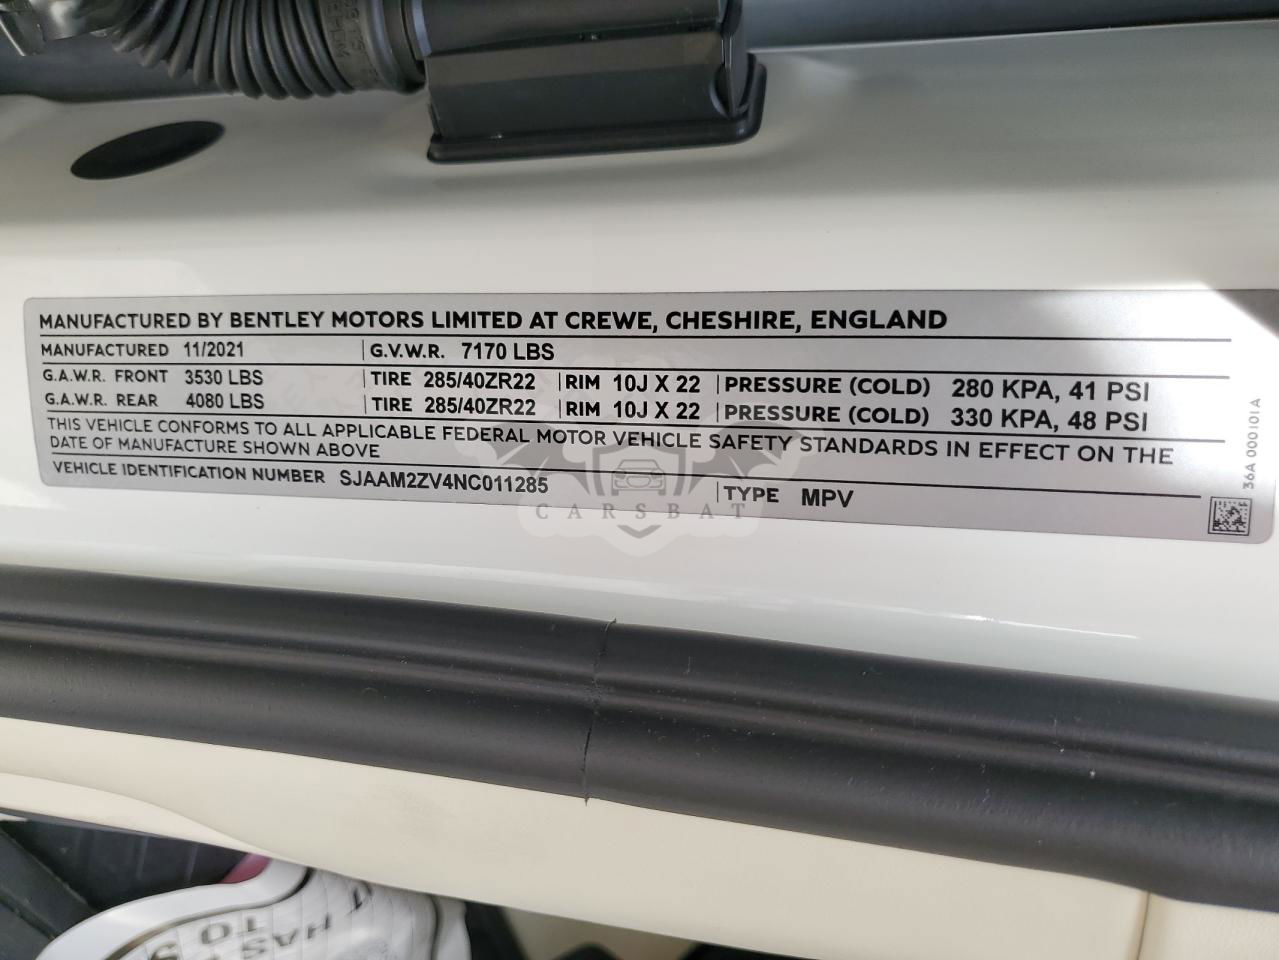 MANUFACTURED BY BENTLEY MOTORS LIMITED AT CREWE, CHESHIRE, ENGLAND
MANUFACTURED 11/2021 G.V.W.R. 7170 LBS
G.A.W.R. FRONT 3530 LBS TIRE 285/40ZR22 RIM 10J X 22 PRESSURE (COLD) 280 KPA, 41 PSI
G.A.W.R. REAR 4080 LBS TIRE 285/40ZR22 RIM 10J X 22 PRESSURE (COLD) 330 KPA, 48 PSI
THIS VEHICLE CONFORMS TO ALL APPLICABLE FEDERAL MOTOR VEHICLE SAFETY STANDARDS IN EFFECT ON THE
DATE OF MANUFACTURE SHOWN ABOVE
VEHICLE IDENTIFICATION NUMBER SJAAM2ZV4NC011285 TYPE MPV
36A 000101 A
CARSBAT
TO
HAS